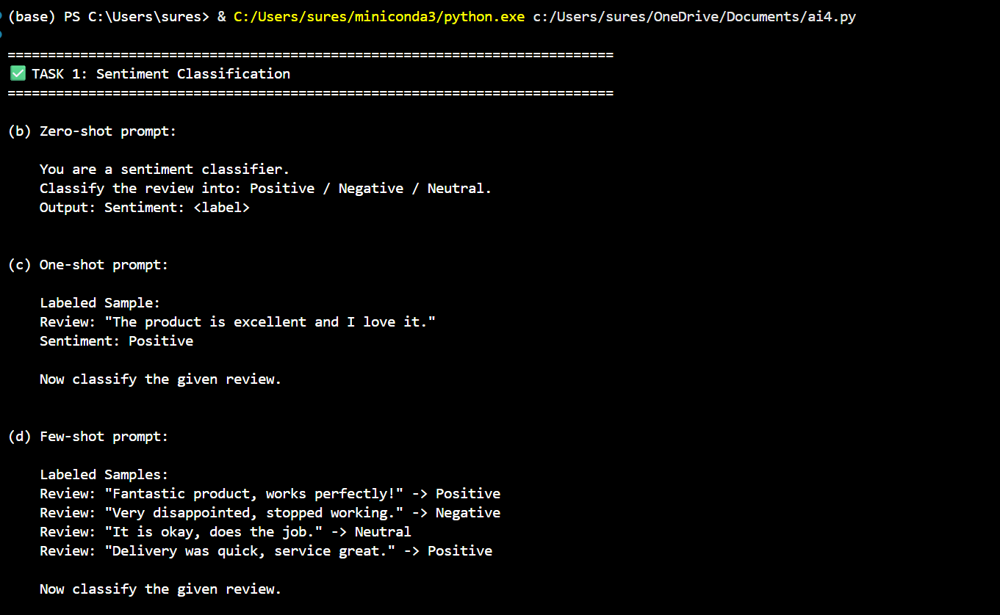 (base) PS C:\Users\sures> & C:/Users/sures/miniconda3/python.exe c:/Users/sures/OneDrive/Documents/ai4.py
===========================================================================
✅ TASK 1: Sentiment Classification
===========================================================================
(b) Zero-shot prompt:
You are a sentiment classifier.
Classify the review into: Positive / Negative / Neutral.
Output: Sentiment: <label>
(c) One-shot prompt:
Labeled Sample:
Review: "The product is excellent and I love it."
Sentiment: Positive
Now classify the given review.
(d) Few-shot prompt:
Labeled Samples:
Review: "Fantastic product, works perfectly!" -> Positive
Review: "Very disappointed, stopped working." -> Negative
Review: "It is okay, does the job." -> Neutral
Review: "Delivery was quick, service great." -> Positive
Now classify the given review.